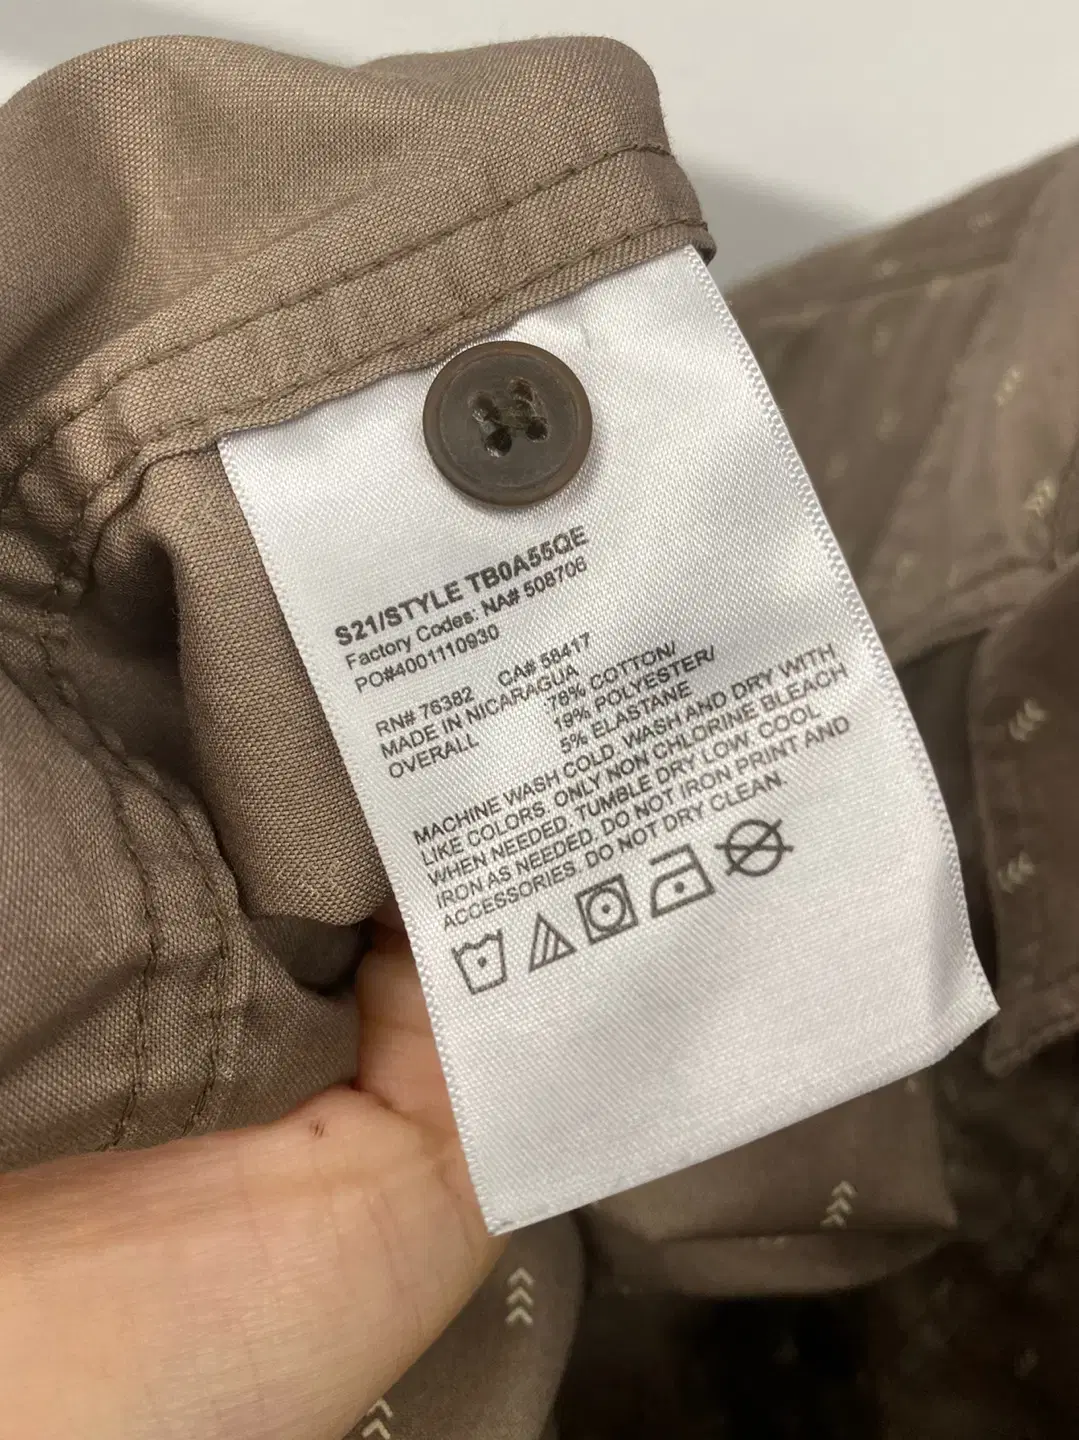 S21/STYLE TB0A55QE
Factory Codes: NA# 508706
PO#4001110930
RN# 76382 CA# 58417
MADE IN NICARAGUA
OVERALL
78% COTTON/
19% POLYESTER/
5% ELASTANE
MACHINE WASH COLD. WASH AND DRY WITH
LIKE COLORS. ONLY NON CHLORINE BLEACH
WHEN NEEDED. TUMBLE DRY LOW. COOL
IRON AS NEEDED. DO NOT IRON PRINT AND
ACCESSORIES. DO NOT DRY CLEAN.